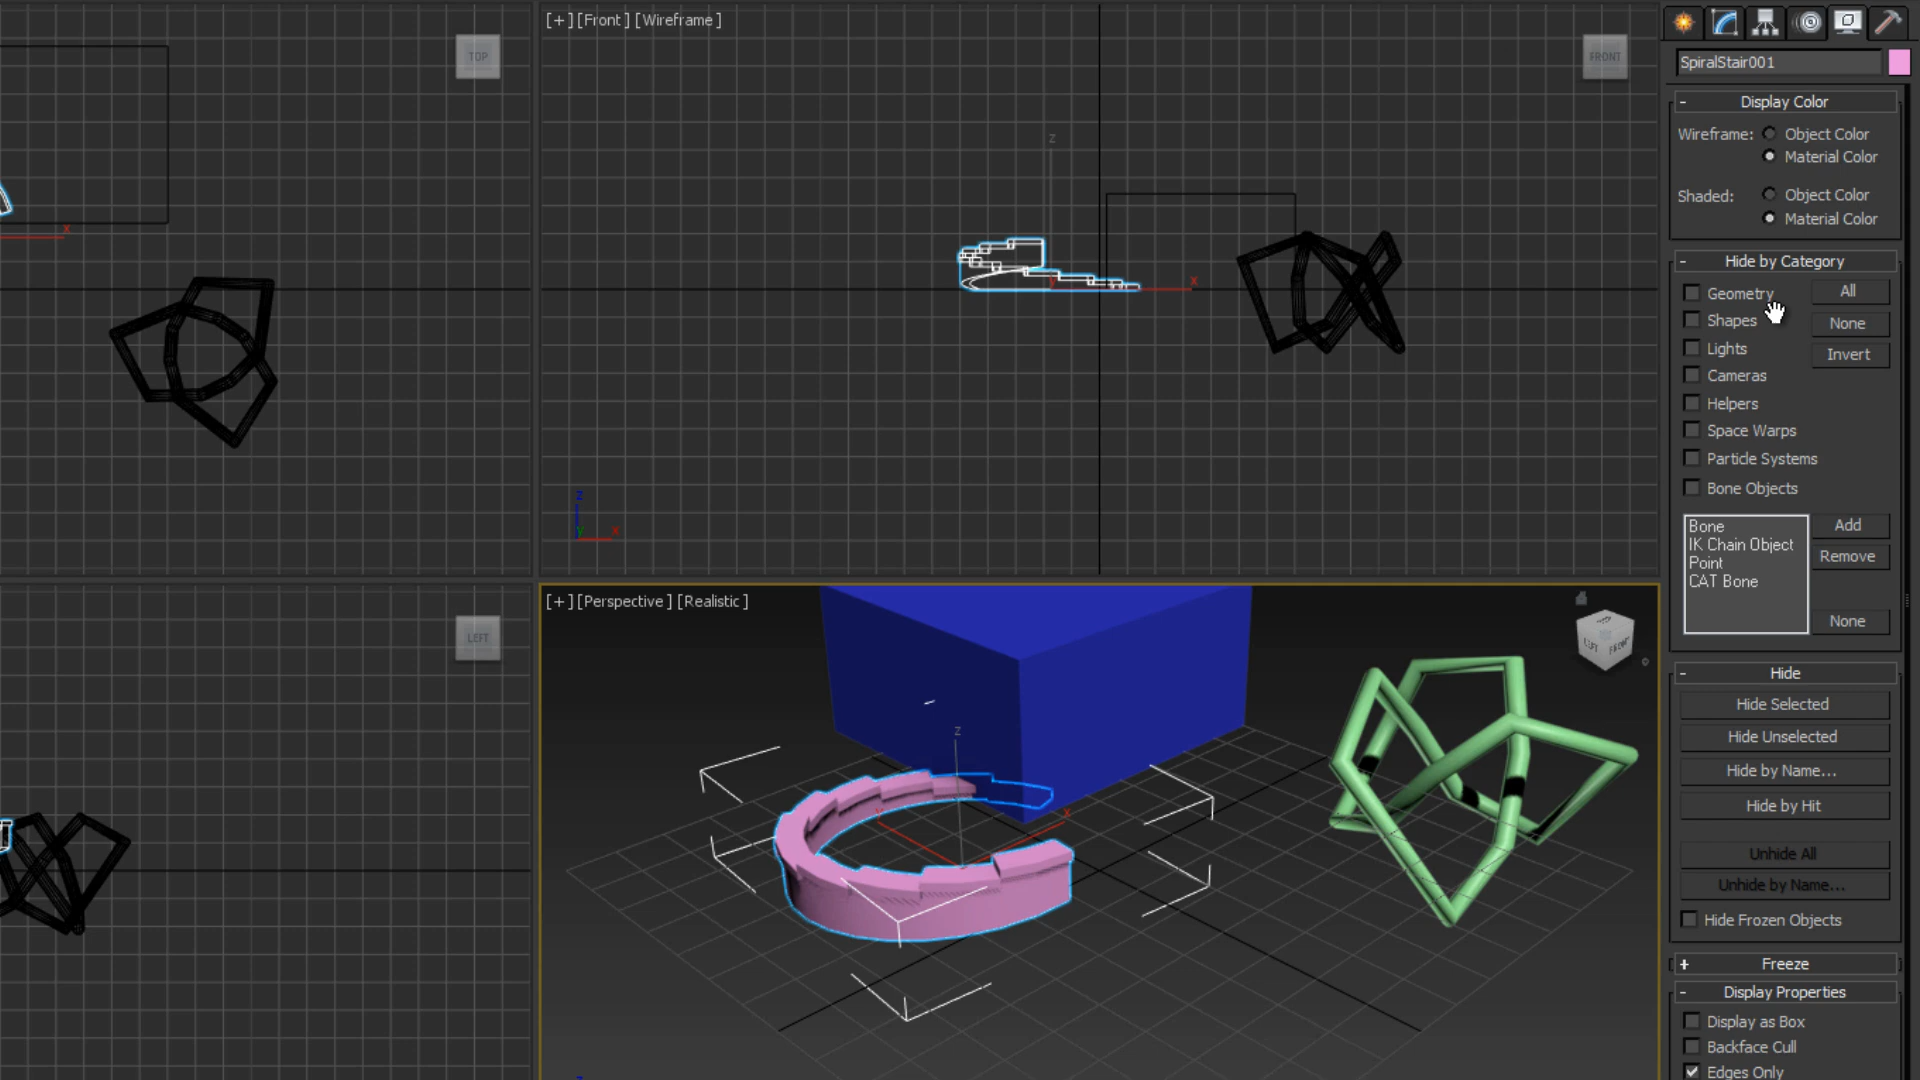 [+] [Front ] [Wireframe ]
TOP
FRONT
z
x
x
y
z
y
x
SpiralStair001
- Display Color
Wireframe: Object Color
Material Color
Shaded: Object Color
Material Color
- Hide by Category
Geometry All
Shapes None
Lights Invert
Cameras
Helpers
Space Warps
Particle Systems
Bone Objects
Bone Add
IK Chain Object
Point Remove
CAT Bone
None
[+] [Perspective ] [Realistic ]
LEFT
LEFT FRONT
z
x
y
- Hide
Hide Selected
Hide Unselected
Hide by Name...
Hide by Hit
Unhide All
Unhide by Name...
Hide Frozen Objects
+ Freeze
- Display Properties
Display as Box
Backface Cull
Edges Only
z